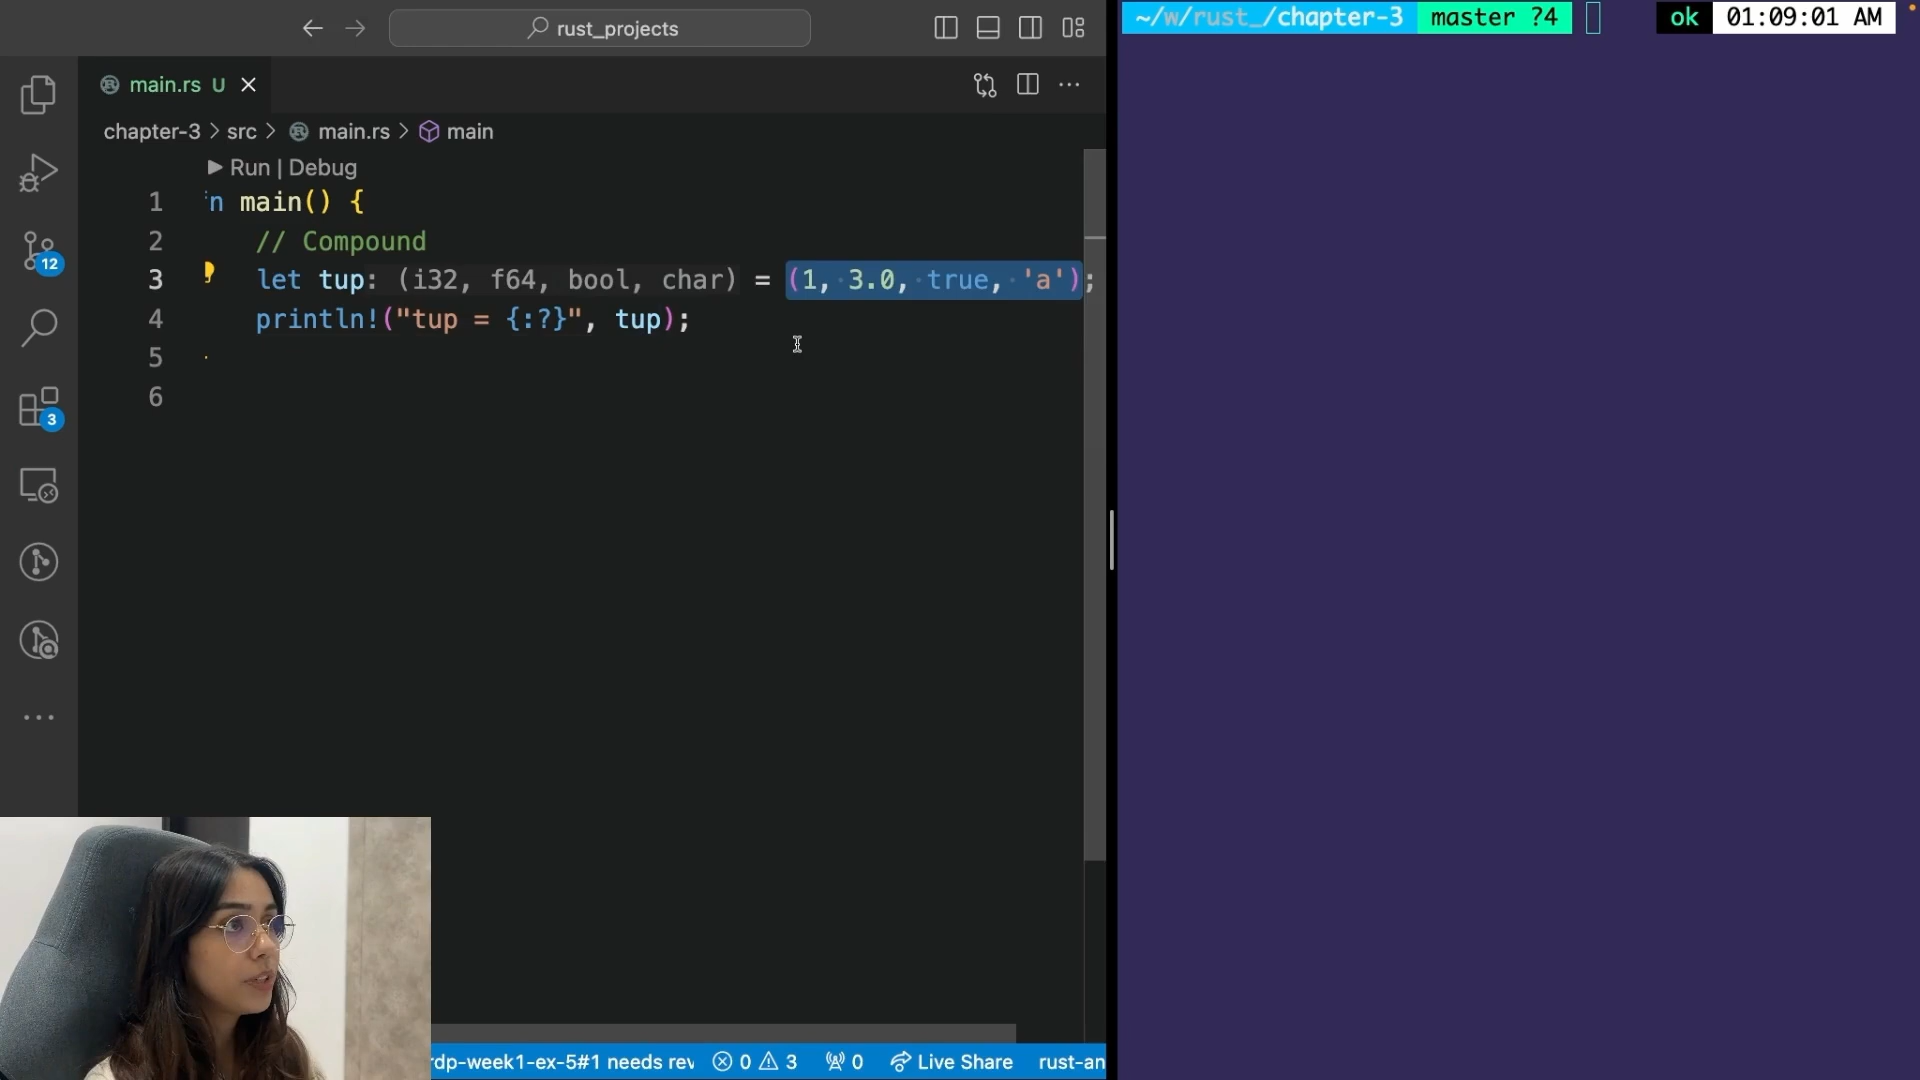 rust_projects
~/w/rust_/chapter-3 master ?4 ok 01:09:01 AM
main.rs U
chapter-3 > src > main.rs > main
Run | Debug
1 n main() {
2 // Compound
3 let tup: (i32, f64, bool, char) = (1, 3.0, true, 'a');
4 println!("tup = {:?}", tup);
5
6
12
3
rdp-week1-ex-5#1 needs rev 0 3 0 Live Share rust-an